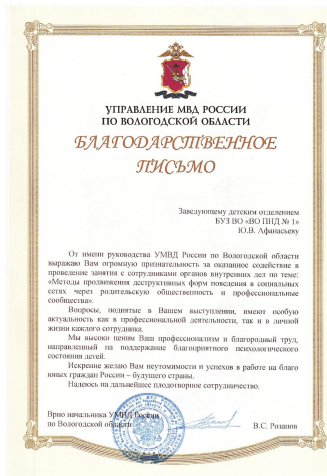 УПРАВЛЕНИЕ МВД РОССИИ
ПО ВОЛОГОДСКОЙ ОБЛАСТИ
БЛАГОДАРСТВЕННОЕ
ПИСЬМО
Заведующему детским отделением
БУЗ ВО «ВО ПНД № 1»
Ю.В. Афанасьеву
От имени руководства УМВД России по Вологодской области
выражаю Вам огромную признательность за оказанное содействие в
проведение занятия с сотрудниками органов внутренних дел по теме:
«Методы продвижения деструктивных форм поведения в социальных
сетях через родительскую общественность и профессиональные
сообщества».
Вопросы, поднятые в Вашем выступлении, имеют особую
актуальность как в профессиональной деятельности, так и в личной
жизни каждого сотрудника.
Мы высоко ценим Ваш профессионализм и благородный труд,
направленный на поддержание благоприятного психологического
состояния детей.
Искренне желаю Вам неутомимости и успехов в работе на благо
юных граждан России – будущего страны.
Надеюсь на дальнейшее плодотворное сотрудничество.
Врио начальника УМВД России
по Вологодской области
В.С. Розанов